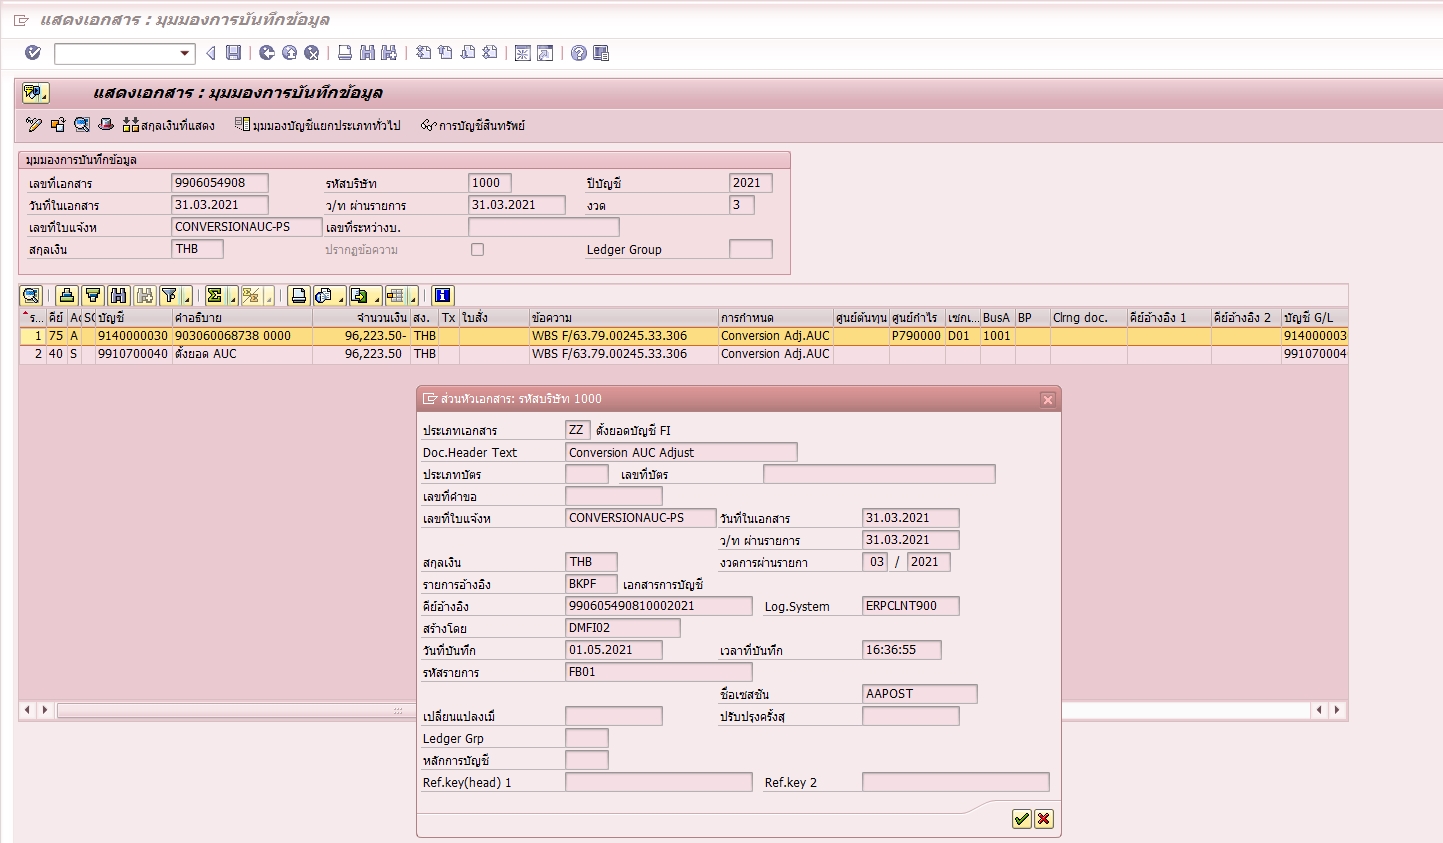 แสดงเอกสาร : มุมมองการบันทึกข้อมูล
แสดงเอกสาร : มุมมองการบันทึกข้อมูล
สกุลเงินที่แสดง มุมมองบัญชีแยกประเภททั่วไป การบัญชีสินทรัพย์
มุมมองการบันทึกข้อมูล
เลขที่เอกสาร 9906054908 รหัสบริษัท 1000 ปีบัญชี 2021
วันที่ในเอกสาร 31.03.2021 ว/ท ผ่านรายการ 31.03.2021 งวด 3
เลขที่ใบแจ้งห CONVERSIONAUC-PS เลขที่ระหว่างบ.
สกุลเงิน THB ปรากฏข้อความ Ledger Group
ร... คีย์ Ac SG บัญชี คำอธิบาย จำนวนเงิน สง. Tx ใบสั่ง ข้อความ การกำหนด ศูนย์ต้นทุน ศูนย์กำไร เซกเ... BusA BP Clrng doc. คีย์อ้างอิง 1 คีย์อ้างอิง 2 บัญชี G/L
1 75 A 9140000030 903060068738 0000 96,223.50- THB WBS F/63.79.00245.33.306 Conversion Adj.AUC P790000 D01 1001 914000003
2 40 S 9910700040 ตั้งยอด AUC 96,223.50 THB WBS F/63.79.00245.33.306 Conversion Adj.AUC 991070004
ส่วนหัวเอกสาร: รหัสบริษัท 1000
ประเภทเอกสาร ZZ ตั้งยอดบัญชี FI
Doc.Header Text Conversion AUC Adjust
ประเภทบัตร เลขที่บัตร
เลขที่คำขอ
เลขที่ใบแจ้งห CONVERSIONAUC-PS วันที่ในเอกสาร 31.03.2021
ว/ท ผ่านรายการ 31.03.2021
สกุลเงิน THB งวดการผ่านรายกา 03 / 2021
รายการอ้างอิง BKPF เอกสารการบัญชี
คีย์อ้างอิง 990605490810002021 Log.System ERPCLNT900
สร้างโดย DMFI02
วันที่บันทึก 01.05.2021 เวลาที่บันทึก 16:36:55
รหัสรายการ FB01
ชื่อเซสชัน AAPOST
เปลี่ยนแปลงเมื่ ปรับปรุงครั้งสุ
Ledger Grp
หลักการบัญชี
Ref.key(head) 1 Ref.key 2